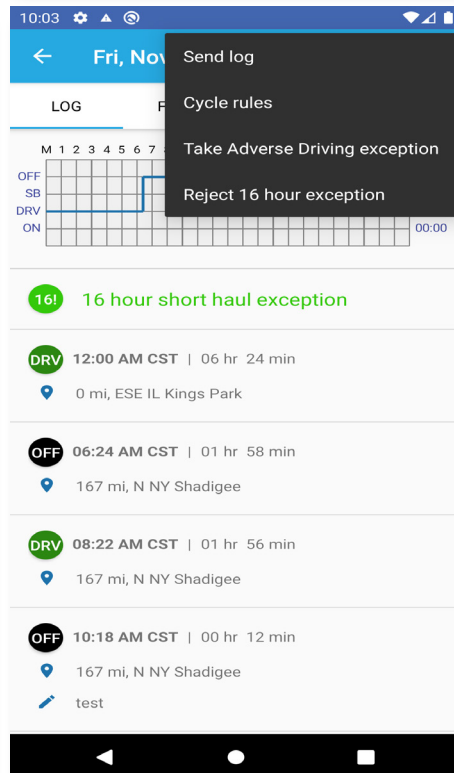 10:03
Fri, Nov
Send log
Cycle rules
Take Adverse Driving exception
Reject 16 hour exception
LOG F
M 1 2 3 4 5 6 7
OFF
SB
DRV
ON 00:00
16! 16 hour short haul exception
DRV 12:00 AM CST | 06 hr 24 min
0 mi, ESE IL Kings Park
OFF 06:24 AM CST | 01 hr 58 min
167 mi, N NY Shadigee
DRV 08:22 AM CST | 01 hr 56 min
167 mi, N NY Shadigee
OFF 10:18 AM CST | 00 hr 12 min
167 mi, N NY Shadigee
test